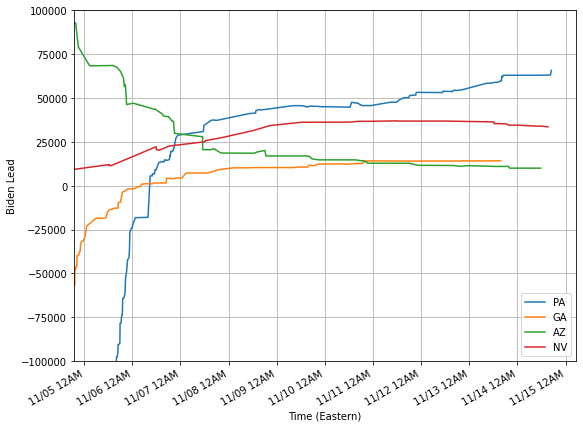 100000
75000
50000
25000
0
−25000
−50000
−75000
−100000
Biden Lead
PA
GA
AZ
NV
11/05 12AM
11/06 12AM
11/07 12AM
11/08 12AM
11/09 12AM
11/10 12AM
11/11 12AM
11/12 12AM
11/13 12AM
11/14 12AM
11/15 12AM
Time (Eastern)